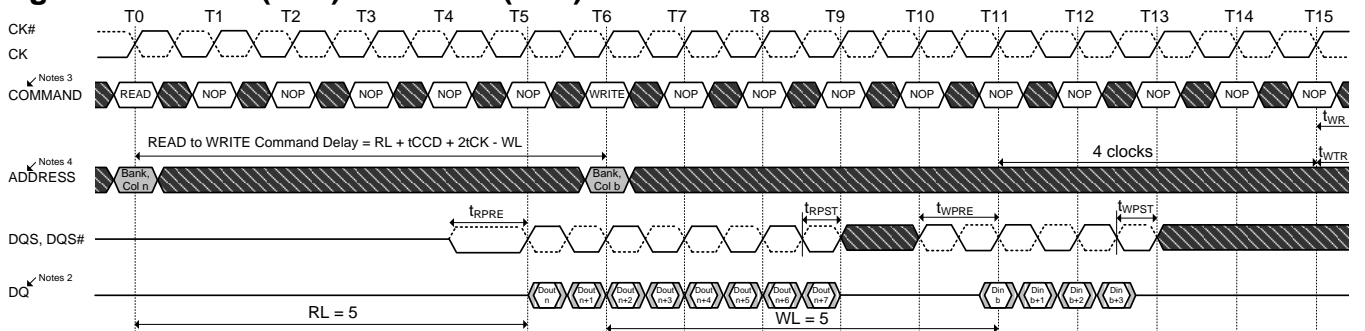 T0 T1 T2 T3 T4 T5 T6 T7 T8 T9 T10 T11 T12 T13 T14 T15
CK#
CK
Notes 3
COMMAND READ NOP NOP NOP NOP NOP WRITE NOP NOP NOP NOP NOP NOP NOP NOP NOP
tWR
READ to WRITE Command Delay = RL + tCCD + 2tCK - WL
4 clocks
tWTR
Notes 4
ADDRESS
Bank,
Col n
Bank,
Col b
tRPRE tRPST tWPRE tWPST
DQS, DQS#
Notes 2
DQ
Dout
n
Dout
n+1
Dout
n+2
Dout
n+3
Dout
n+4
Dout
n+5
Dout
n+6
Dout
n+7
Din
b
Din
b+1
Din
b+2
Din
b+3
RL = 5 WL = 5